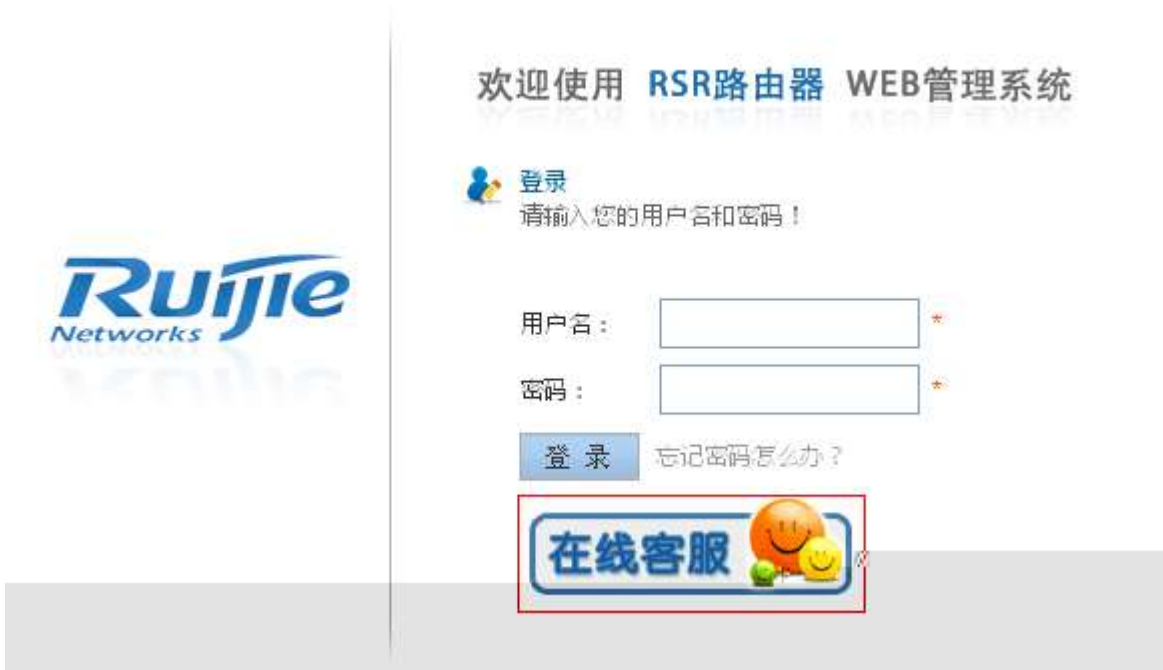 欢迎使用 RSR路由器 WEB管理系统
登录
请输入您的用户名和密码！
Ruijie
Networks
用户名：
*
密码：
*
登 录 忘记密码怎么办？
在线客服